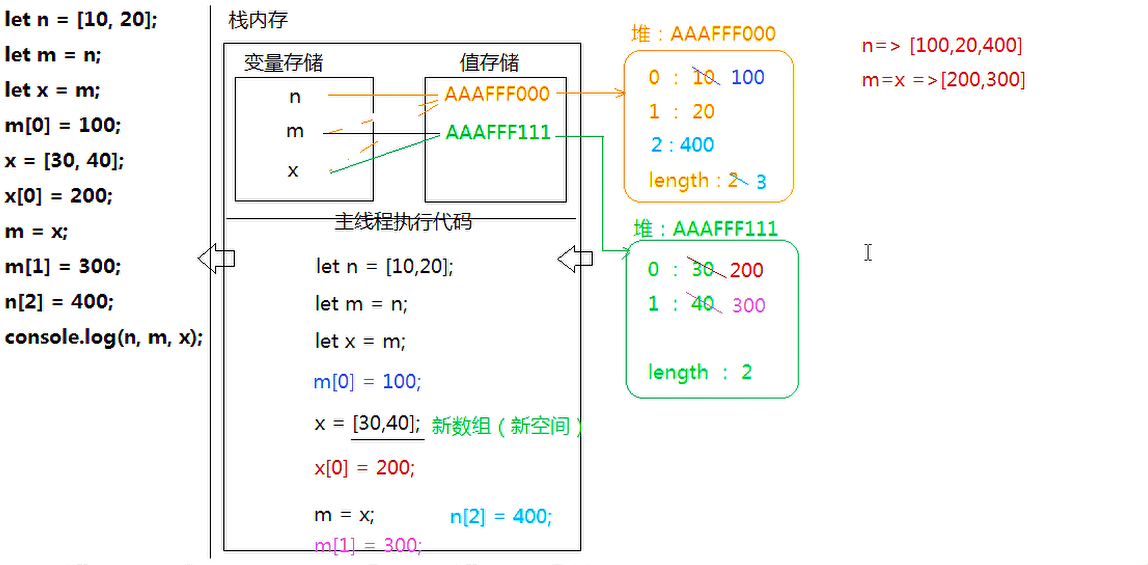 let n = [10, 20];
let m = n;
let x = m;
m[0] = 100;
x = [30, 40];
x[0] = 200;
m = x;
m[1] = 300;
n[2] = 400;
console.log(n, m, x);
栈内存
变量存储
值存储
n
m
x
AAAFFF000
AAAFFF111
主线程执行代码
let n = [10,20];
let m = n;
let x = m;
m[0] = 100;
x = [30,40]; 新数组（新空间）
x[0] = 200;
m = x; n[2] = 400;
m[1] = 300;
堆：AAAFFF000
0 : 10 100
1 : 20
2:400
length : 2 3
堆：AAAFFF111
0 : 30 200
1 : 40 300
length : 2
n=> [100,20,400]
m=x =>[200,300]